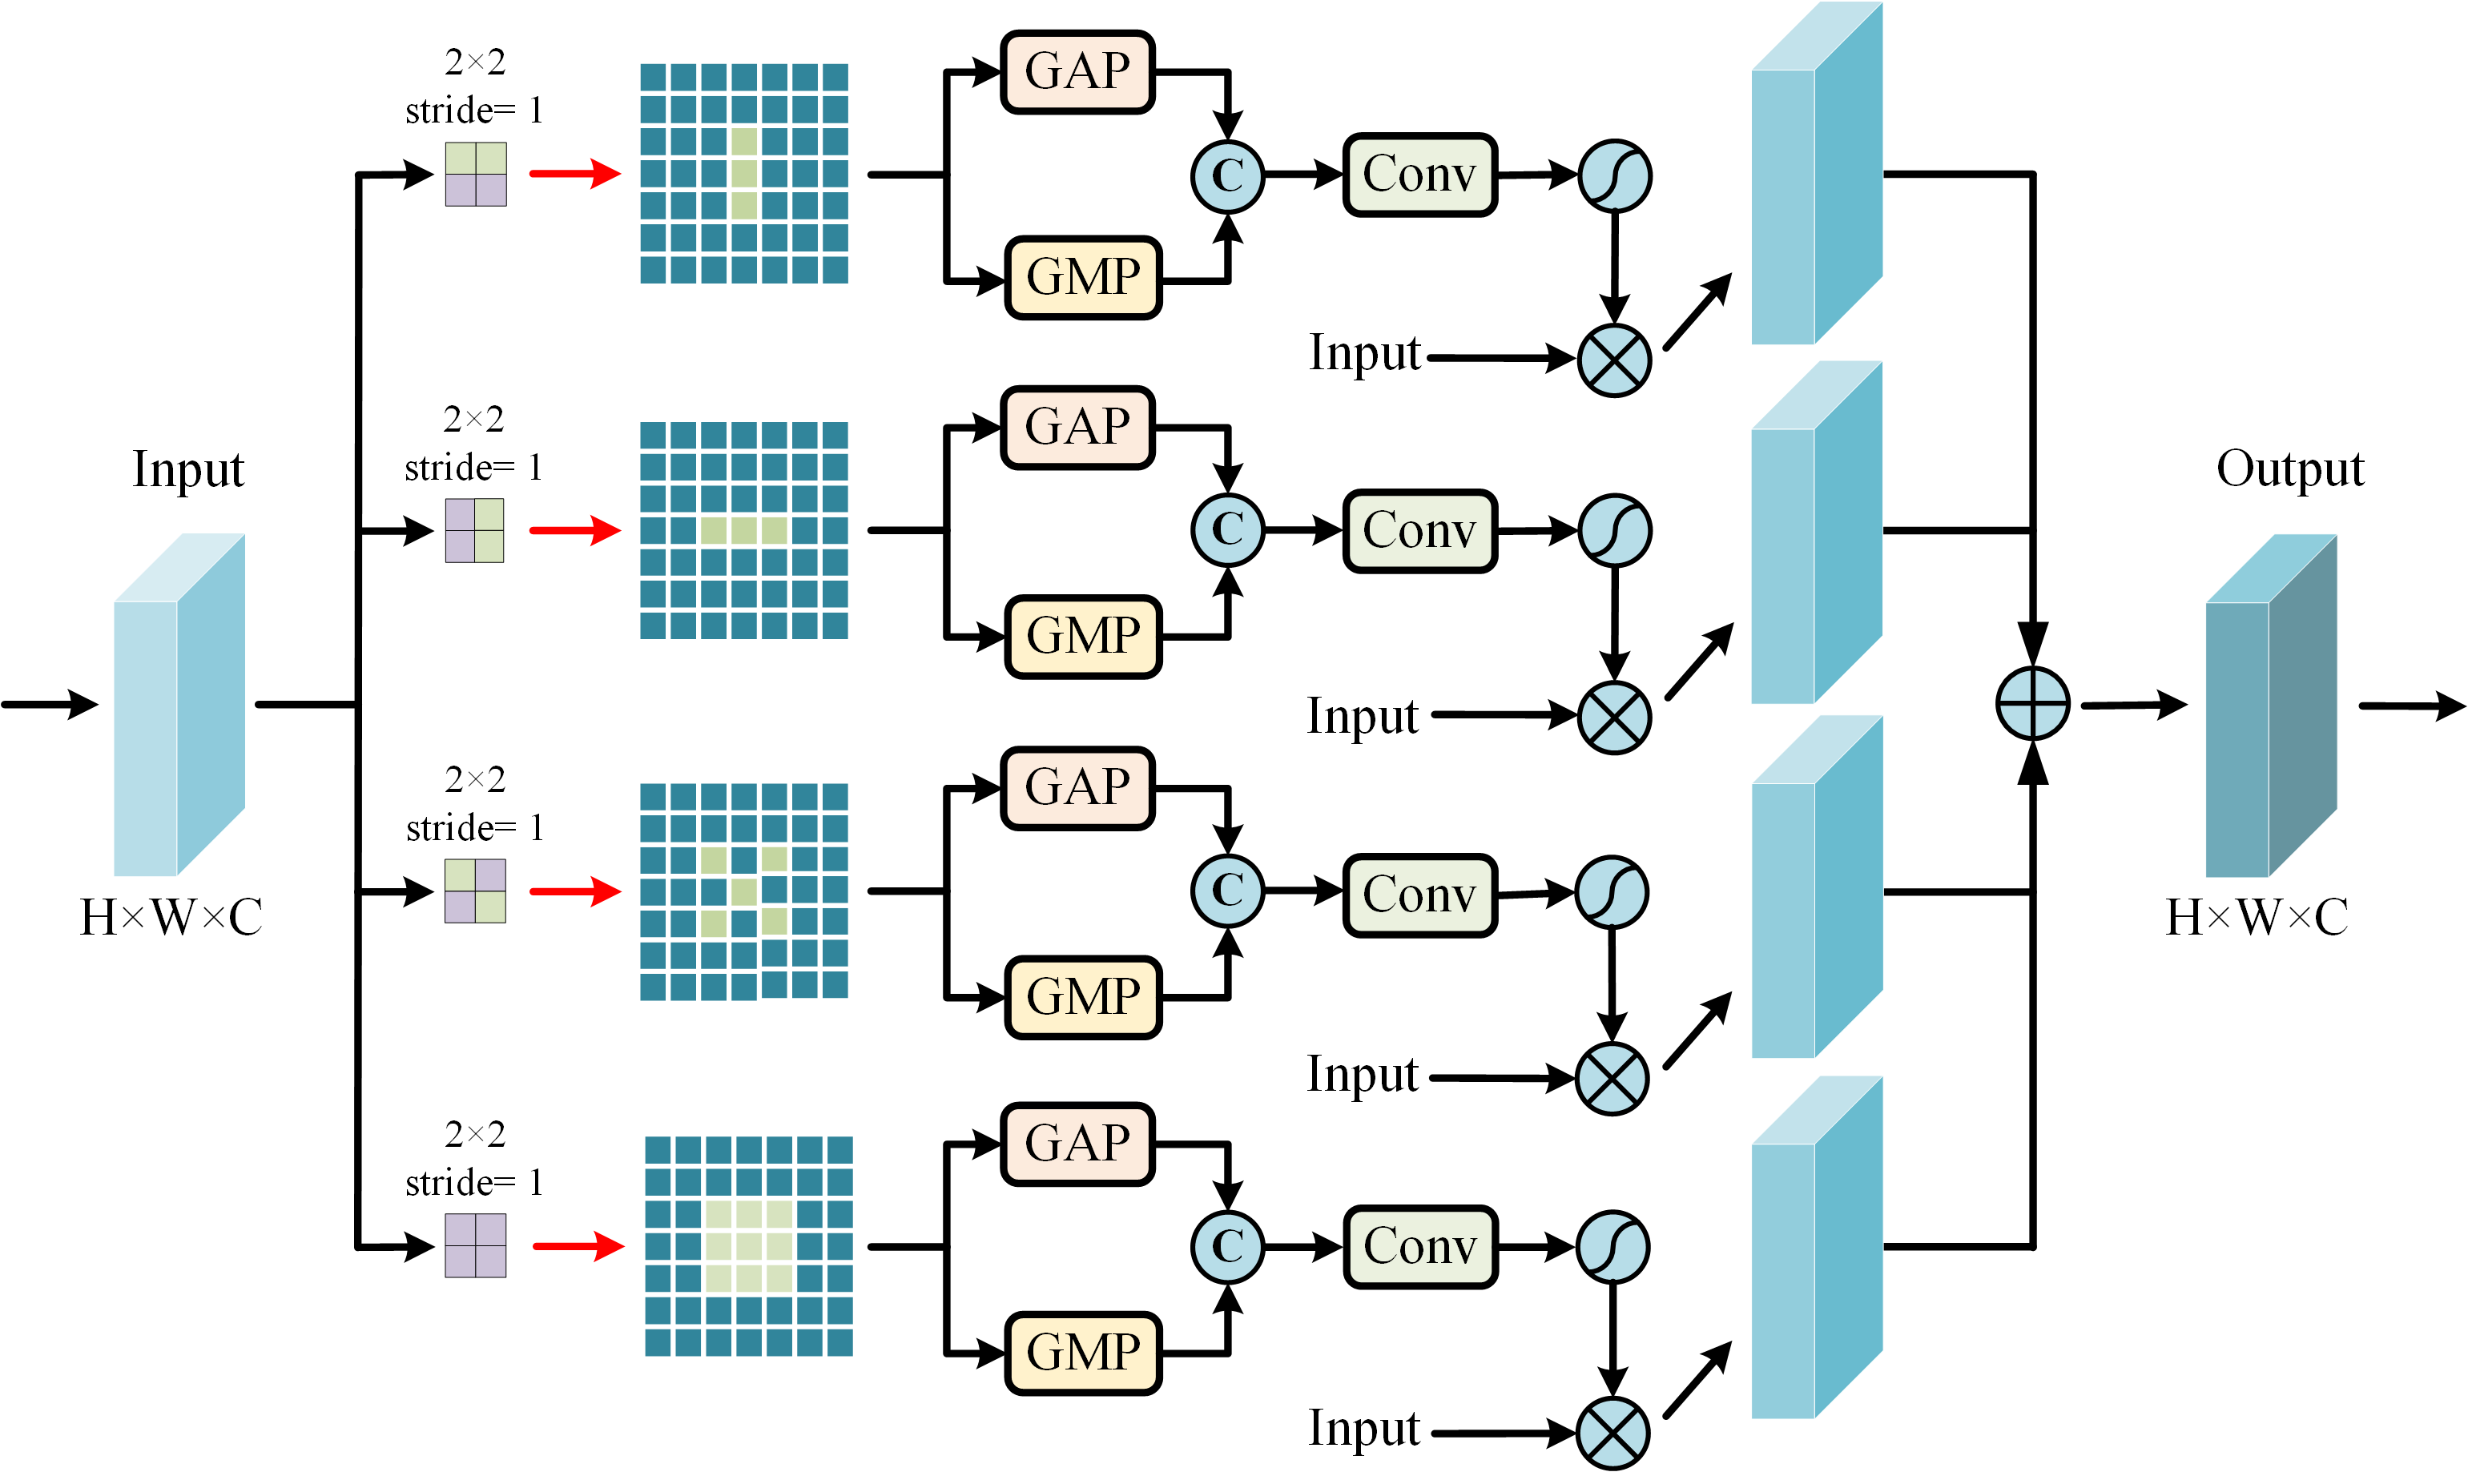 Input
H×W×C
2×2
stride= 1
GAP
GMP
C
Conv
Input
2×2
stride= 1
GAP
GMP
C
Conv
Input
2×2
stride= 1
GAP
GMP
C
Conv
Input
2×2
stride= 1
GAP
GMP
C
Conv
Input
Output
H×W×C